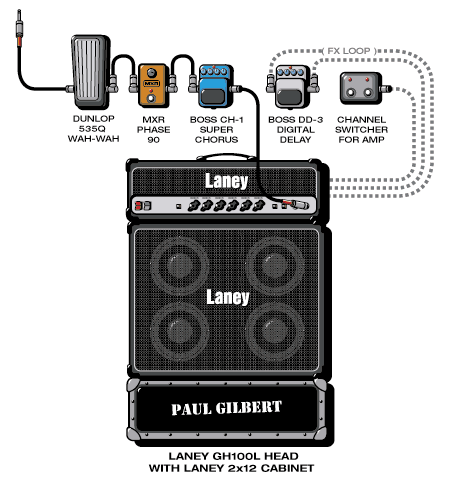 ( FX LOOP )
DUNLOP
535Q
WAH-WAH
MXR
MXR
PHASE
90
BOSS CH-1
SUPER
CHORUS
BOSS DD-3
DIGITAL
DELAY
CHANNEL
SWITCHER
FOR AMP
Laney
Laney
PAUL GILBERT
LANEY GH100L HEAD
WITH LANEY 2x12 CABINET